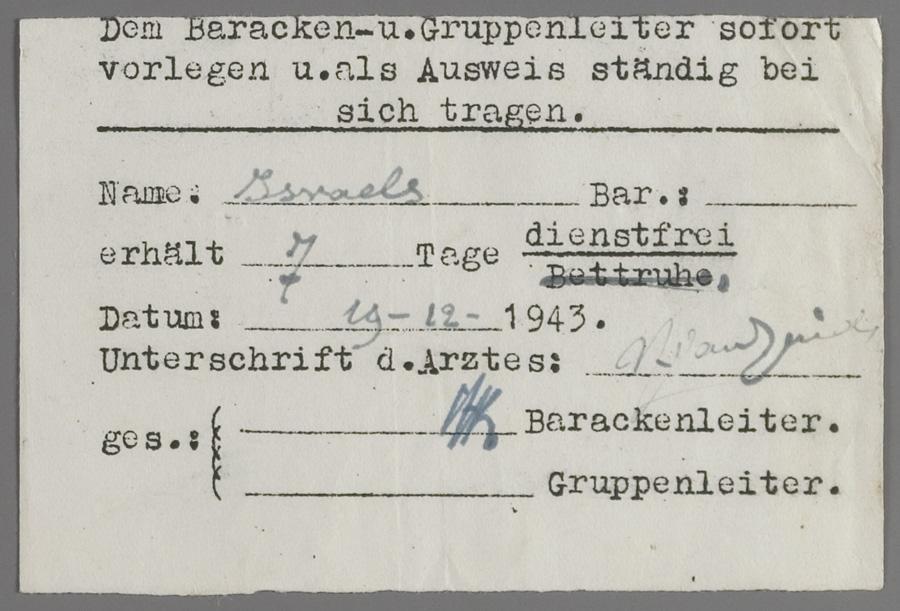 Dem Baracken-u.Gruppenleiter sofort
vorlegen u.als Ausweis ständig bei
sich tragen.
Name: Israels Bar.:
erhält 7 Tage dienstfrei
Bettruhe.
Datum: 19-12-1943.
Unterschrift d.Arztes:
ges.: Barackenleiter.
Gruppenleiter.